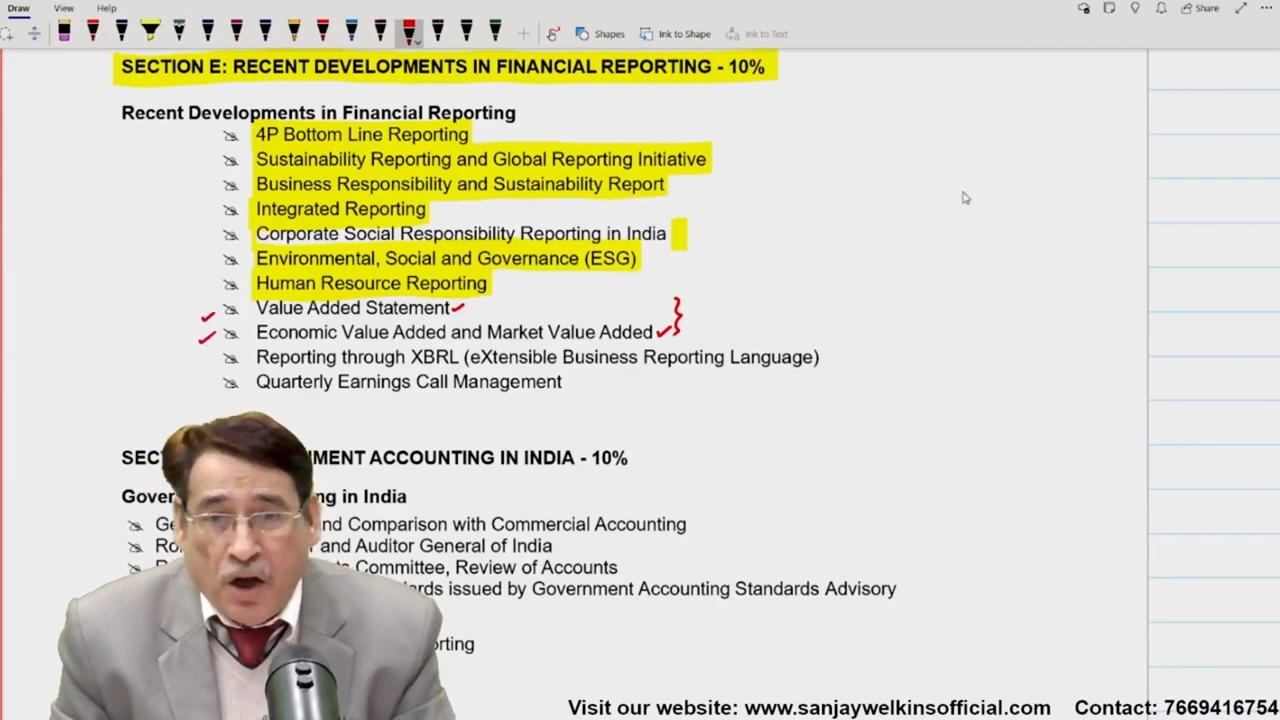 Draw View Help
Share
Shapes Ink to Shape Ink to Text
SECTION E: RECENT DEVELOPMENTS IN FINANCIAL REPORTING - 10%
Recent Developments in Financial Reporting
4P Bottom Line Reporting
Sustainability Reporting and Global Reporting Initiative
Business Responsibility and Sustainability Report
Integrated Reporting
Corporate Social Responsibility Reporting in India
Environmental, Social and Governance (ESG)
Human Resource Reporting
Value Added Statement
Economic Value Added and Market Value Added
Reporting through XBRL (eXtensible Business Reporting Language)
Quarterly Earnings Call Management
ACCOUNTING IN INDIA - 10%
in India
and Comparison with Commercial Accounting
and Auditor General of India
Committee, Review of Accounts
issued by Government Accounting Standards Advisory
Visit our website: www.sanjaywelkinsofficial.com Contact: 7669416754